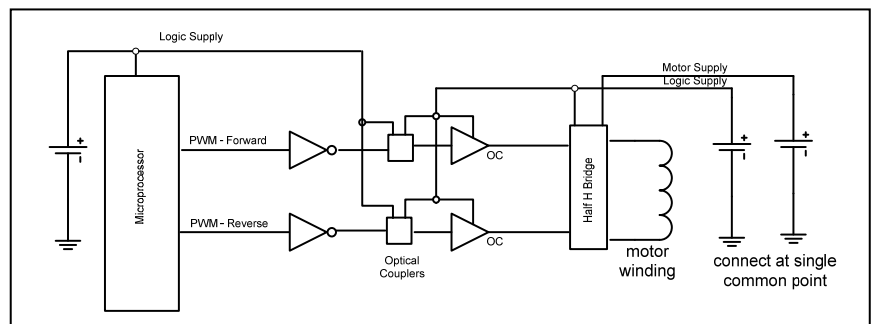 Logic Supply
Motor Supply
Logic Supply
Microprocessor
PWM - Forward
OC
Half H Bridge
PWM - Reverse
OC
Optical
Couplers
motor
winding
connect at single
common point